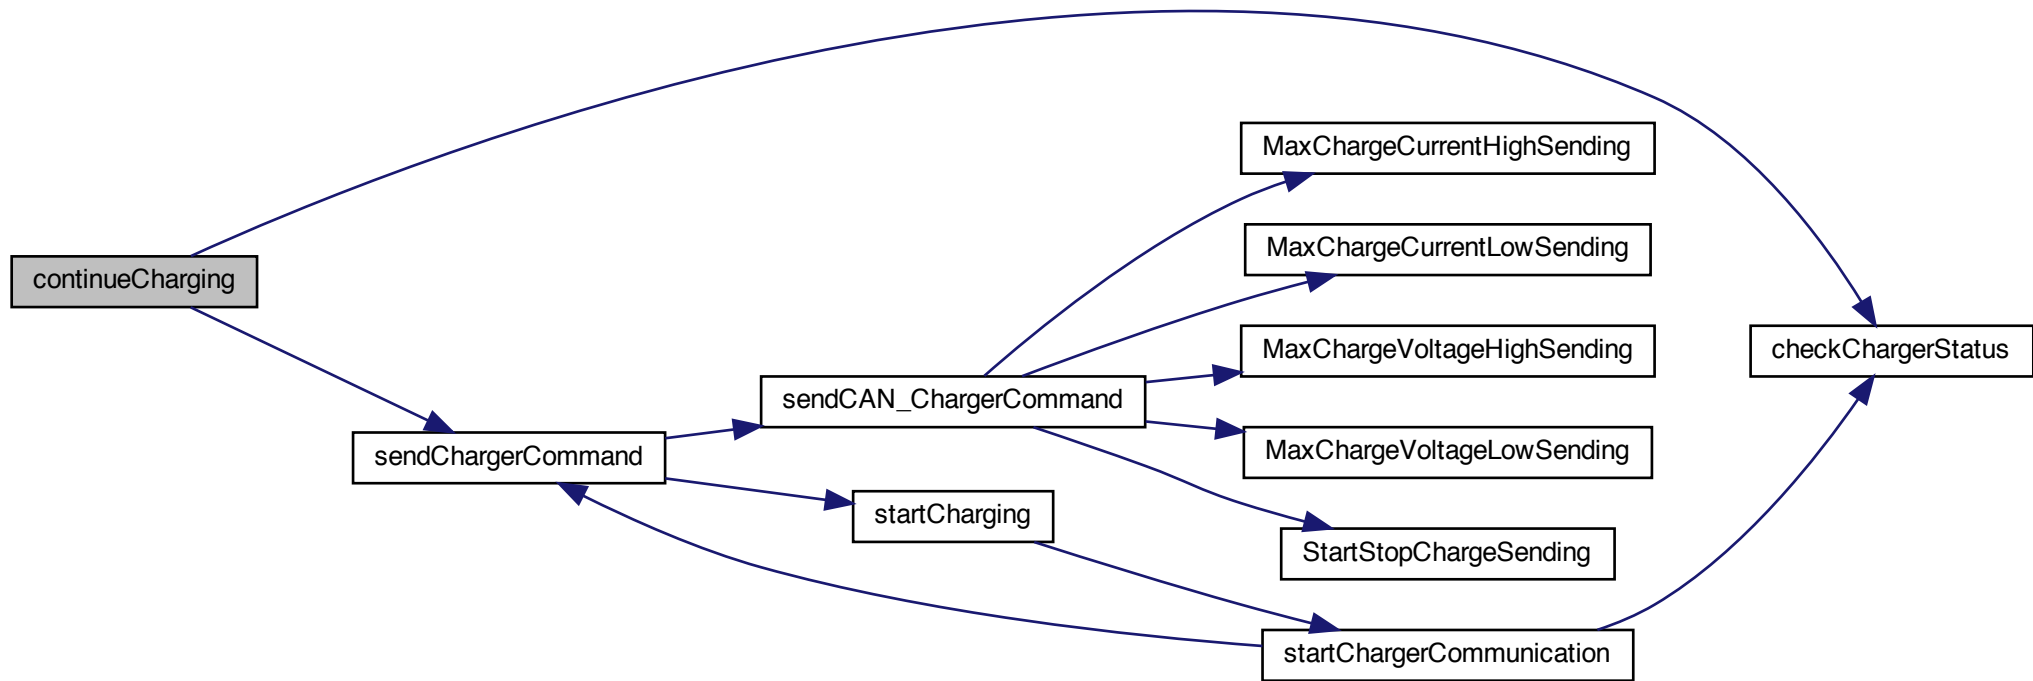 continueCharging
sendChargerCommand
sendCAN_ChargerCommand
startCharging
MaxChargeCurrentHighSending
MaxChargeCurrentLowSending
MaxChargeVoltageHighSending
MaxChargeVoltageLowSending
StartStopChargeSending
startChargerCommunication
checkChargerStatus